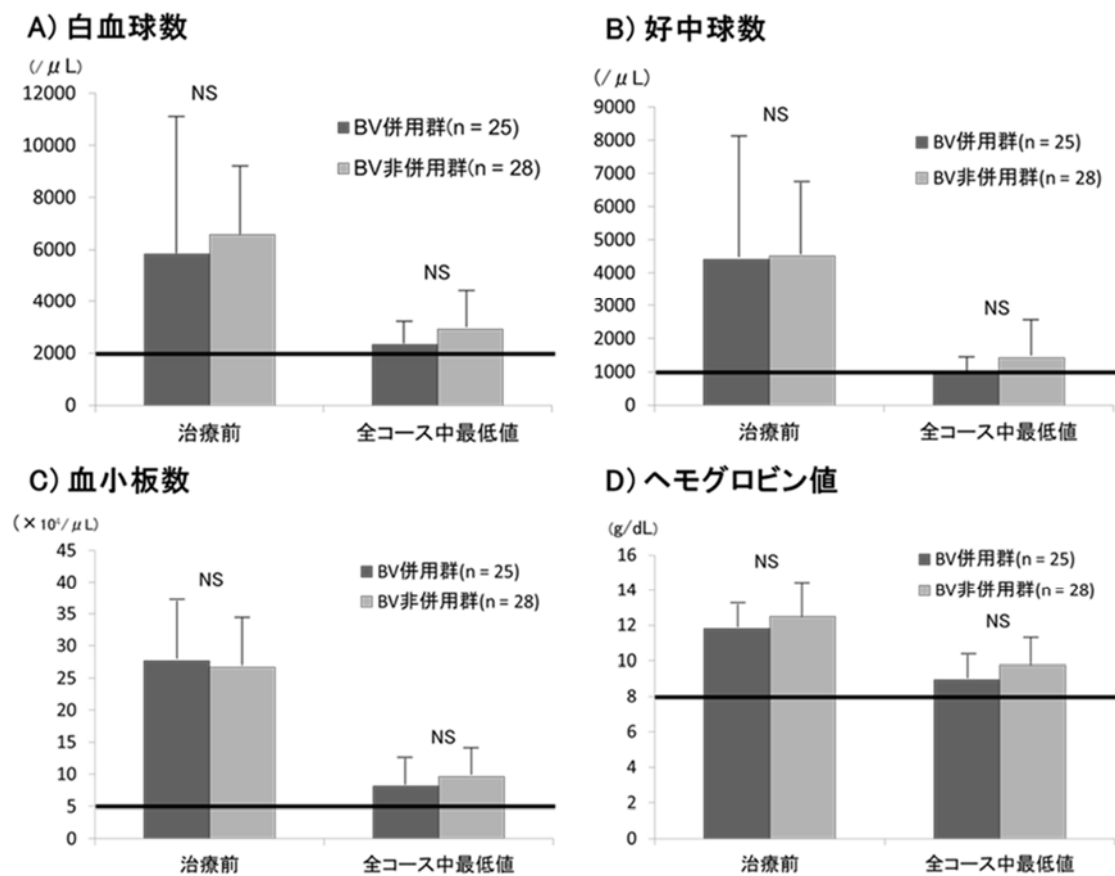 A) 白血球数
(/μL)
12000
10000
8000
6000
4000
2000
0
NS
NS
BV併用群(n = 25)
BV非併用群(n = 28)
治療前
全コース中最低値
B) 好中球数
(/μL)
9000
8000
7000
6000
5000
4000
3000
2000
1000
0
NS
NS
BV併用群(n = 25)
BV非併用群(n = 28)
治療前
全コース中最低値
C) 血小板数
(×10⁴/μL)
45
40
35
30
25
20
15
10
5
0
NS
NS
BV併用群(n = 25)
BV非併用群(n = 28)
治療前
全コース中最低値
D) ヘモグロビン値
(g/dL)
16
14
12
10
8
6
4
2
0
NS
NS
BV併用群(n = 25)
BV非併用群(n = 28)
治療前
全コース中最低値